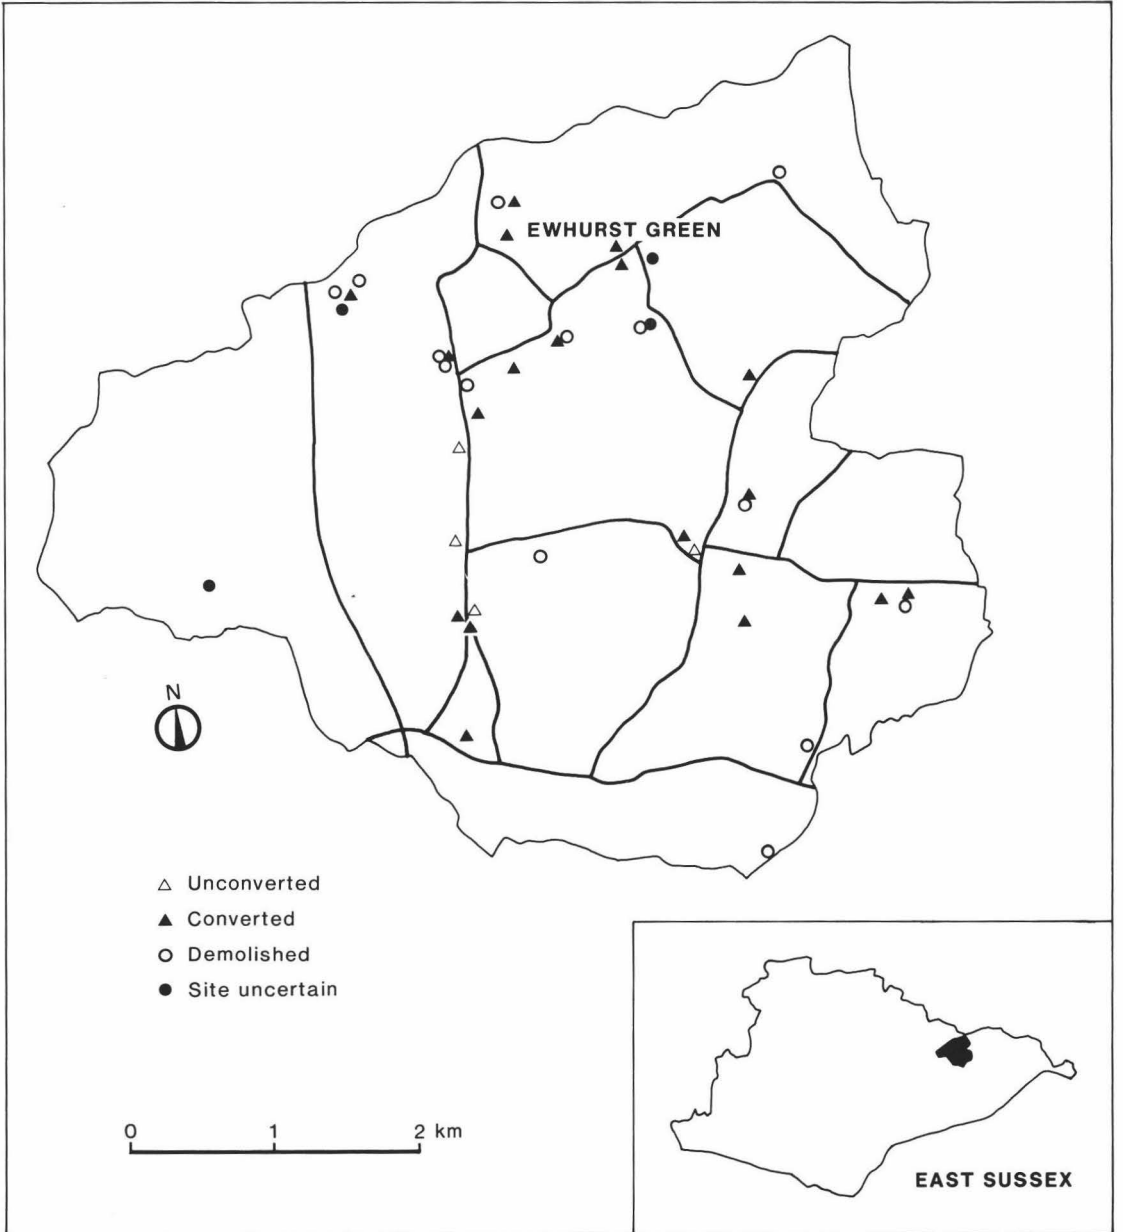 EWHURST GREEN
N
Unconverted
Converted
Demolished
Site uncertain
0 1 2 km
EAST SUSSEX